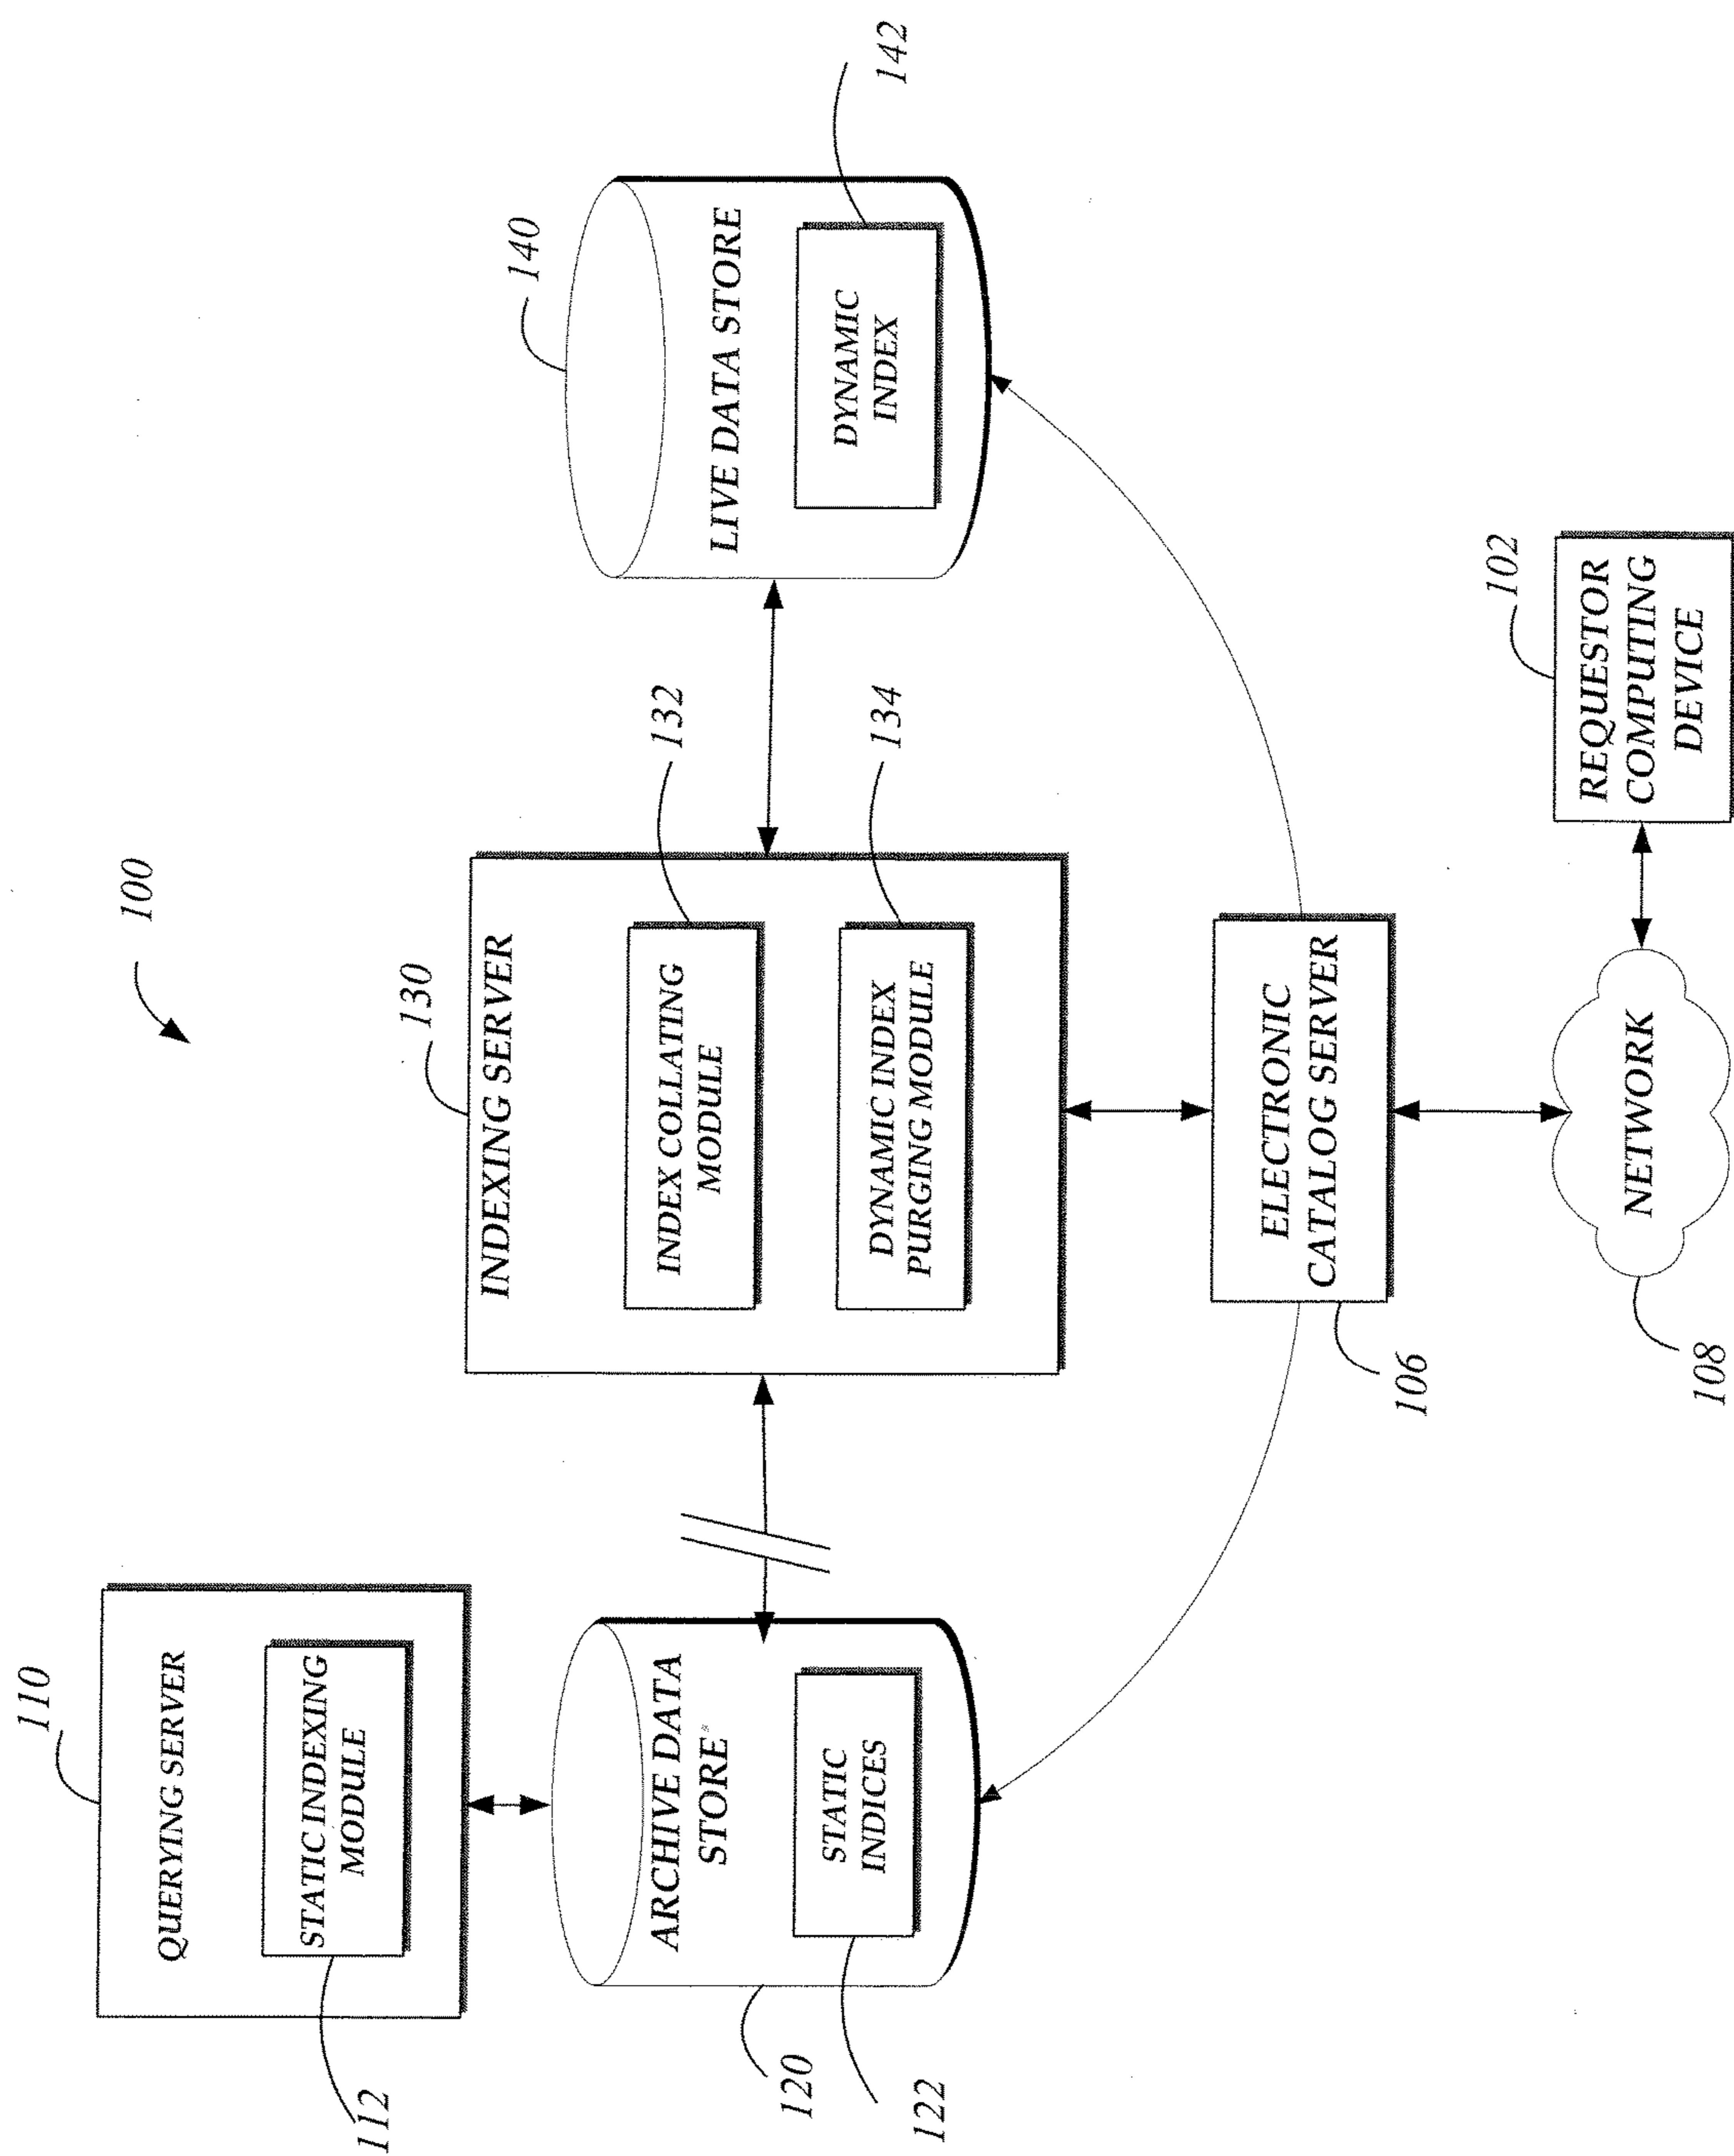 100
110
QUERYING SERVER
STATIC INDEXING
MODULE
112
130
INDEXING SERVER
INDEX COLLATING
MODULE
132
DYNAMIC INDEX
PURGING MODULE
134
140
LIVE DATA STORE
DYNAMIC
INDEX
142
ARCHIVE DATA
STORE
STATIC
INDICES
120
122
ELECTRONIC
CATALOG SERVER
106
NETWORK
108
102
REQUESTOR
COMPUTING
DEVICE